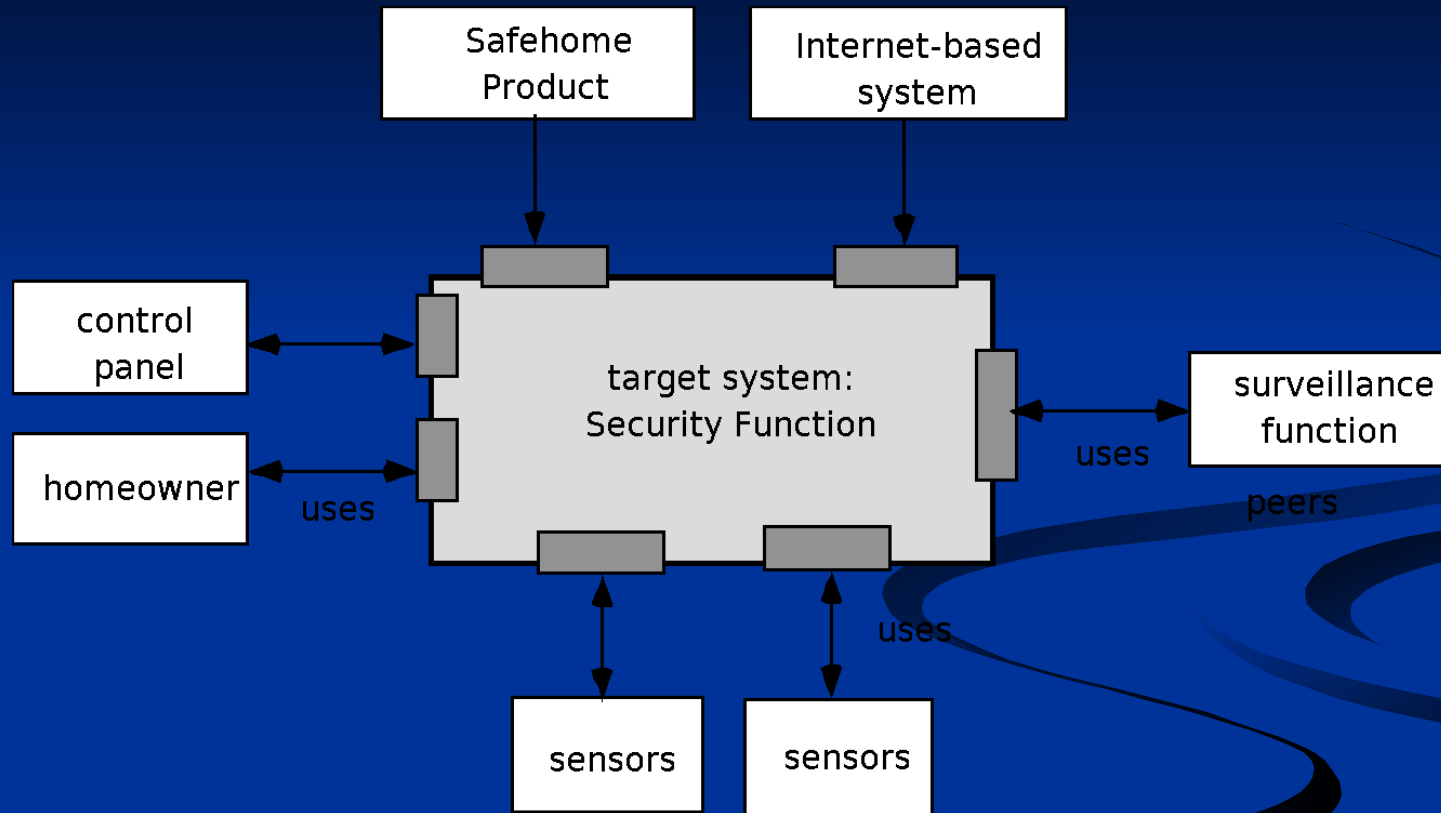 Safehome
Product
Internet-based
system
control
panel
target system:
Security Function
surveillance
function
uses
homeowner
uses
peers
uses
sensors
sensors